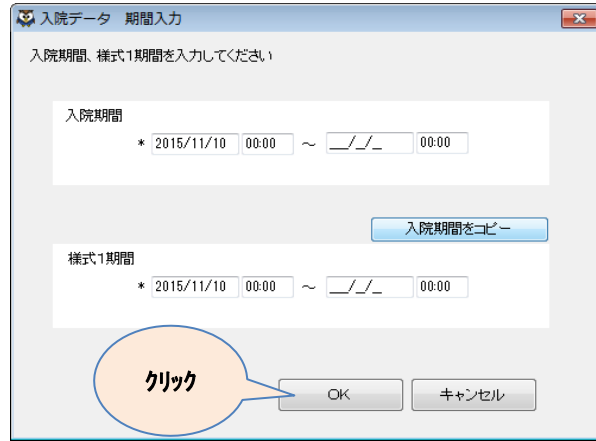 入院データ 期間入力
入院期間、様式1期間を入力してください
入院期間
* 2015/11/10 00:00 ～ __/_/_ 00:00
入院期間をコピー
様式1期間
* 2015/11/10 00:00 ～ __/_/_ 00:00
クリック
OK キャンセル